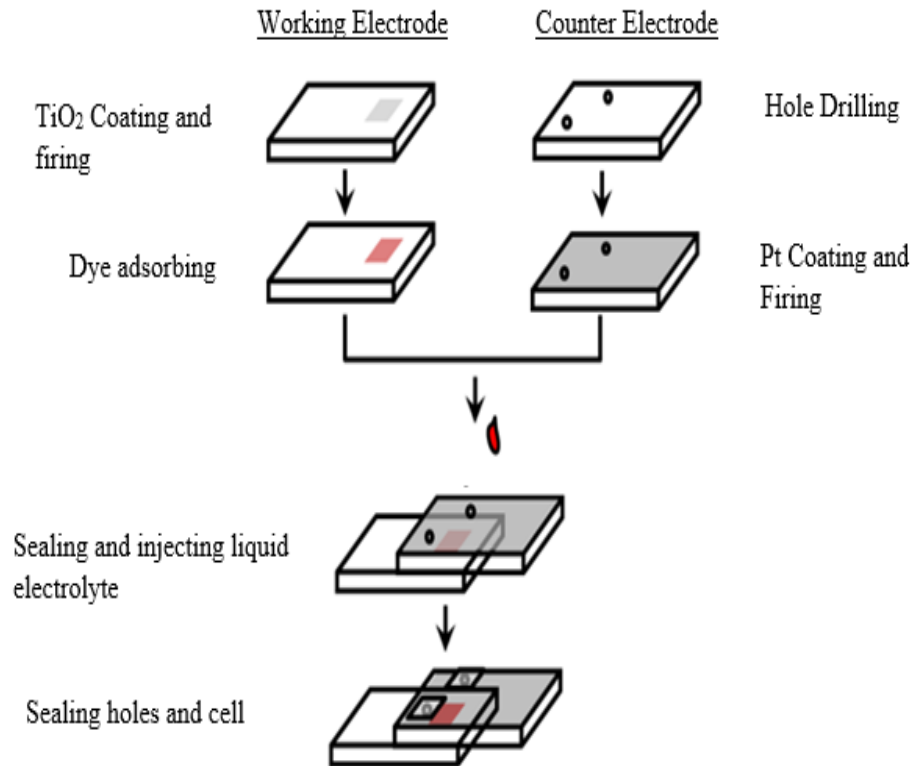 Working Electrode
Counter Electrode
TiO₂ Coating and
firing
Hole Drilling
Dye adsorbing
Pt Coating and
Firing
Sealing and injecting liquid
electrolyte
Sealing holes and cell